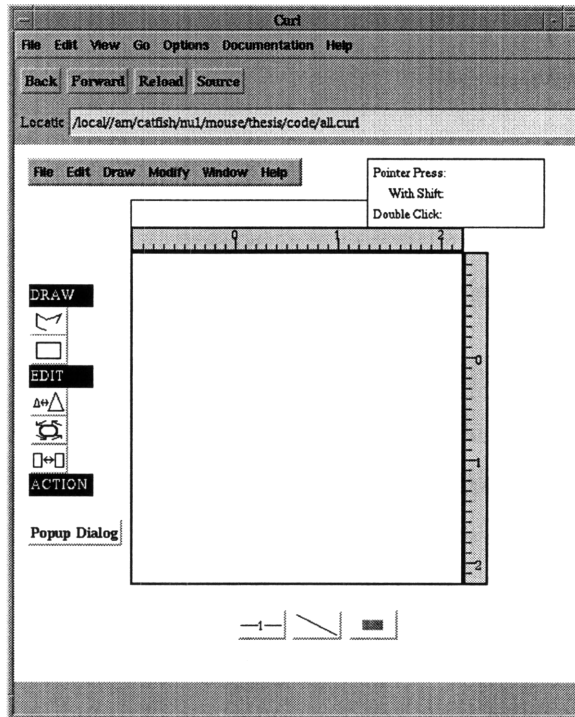 Curl
File Edit View Go Options Documentation Help
Back Forward Reload Source
Locatic /local//am/catfish/mu1/mouse/thesis/code/all.curl
File Edit Draw Modify Window Help
Pointer Press:
With Shift:
Double Click:
0 1 2
DRAW
0
EDIT
1
ACTION
Popup Dialog
2
1